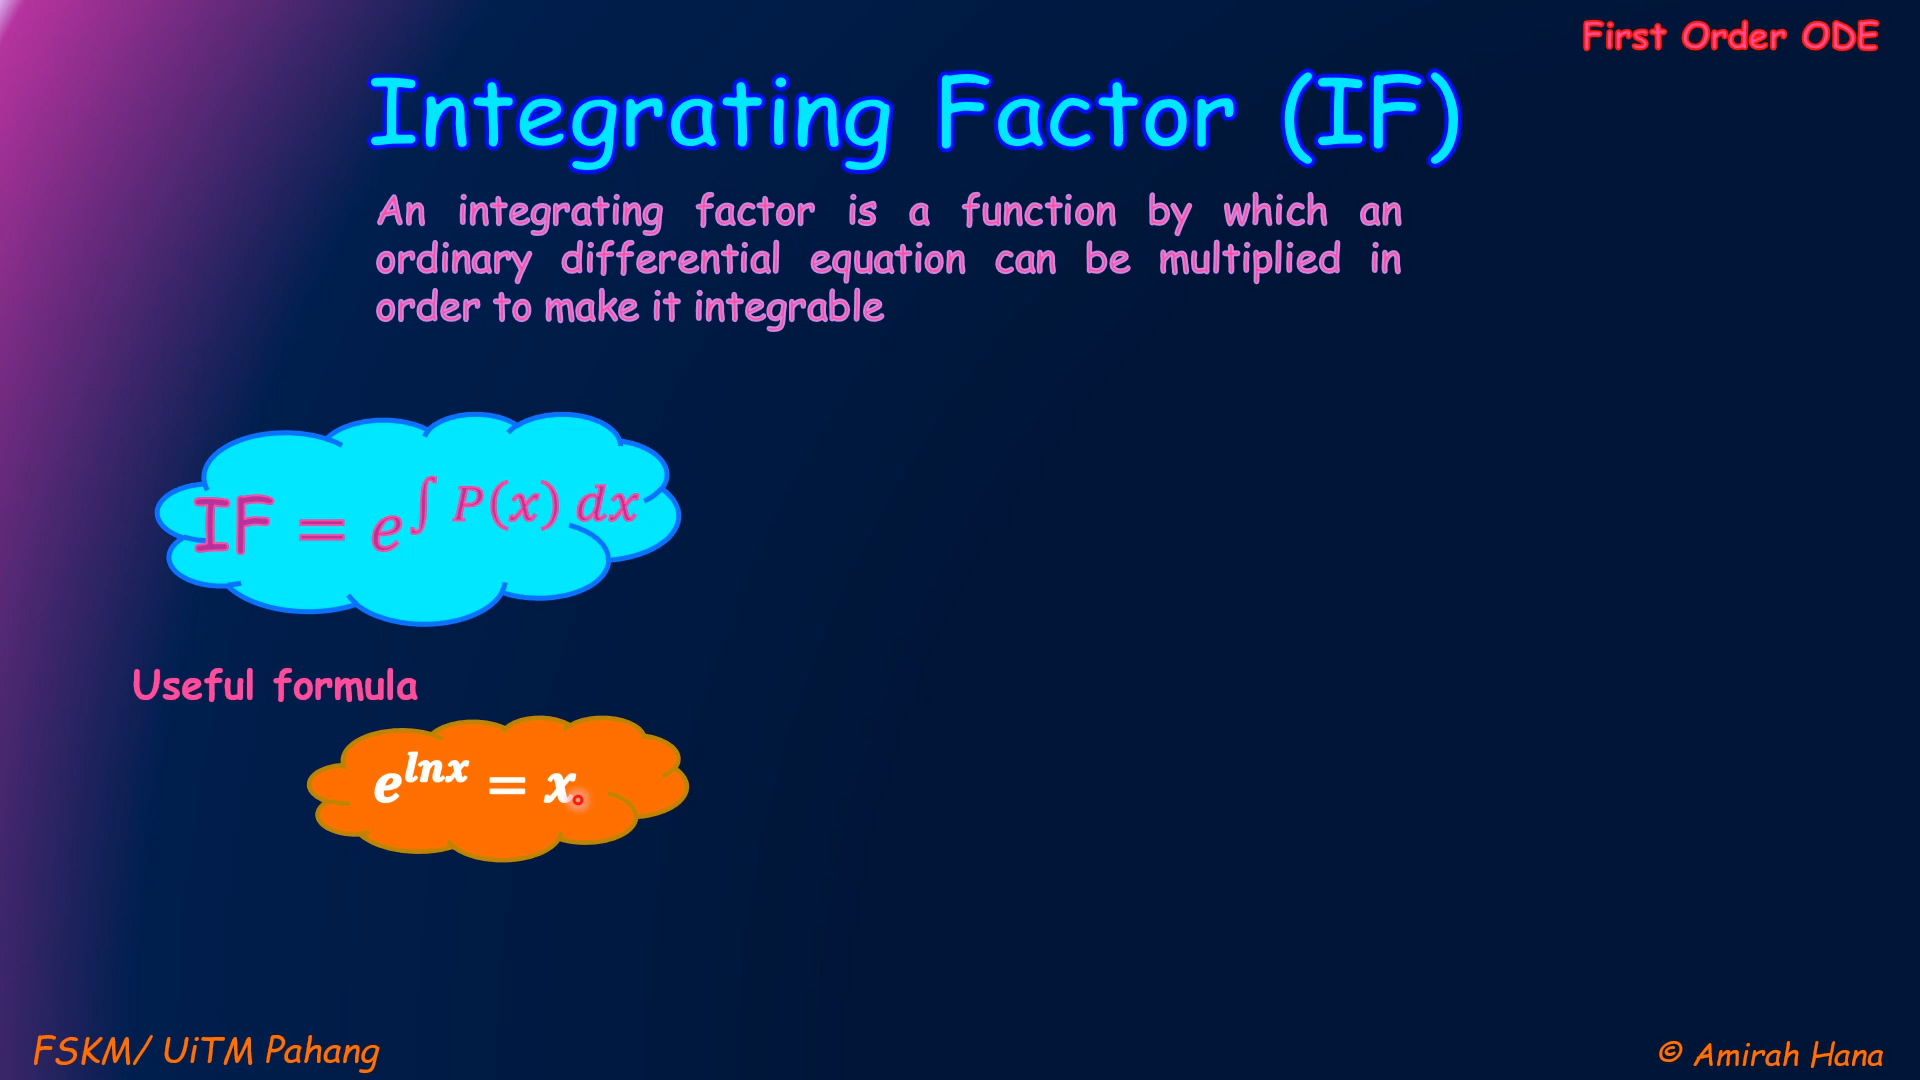 First Order ODE
Integrating Factor (IF)
An integrating factor is a function by which an
ordinary differential equation can be multiplied in
order to make it integrable
IF = e^{∫ P(x) dx}
Useful formula
e^{lnx} = x
FSKM/ UiTM Pahang
© Amirah Hana